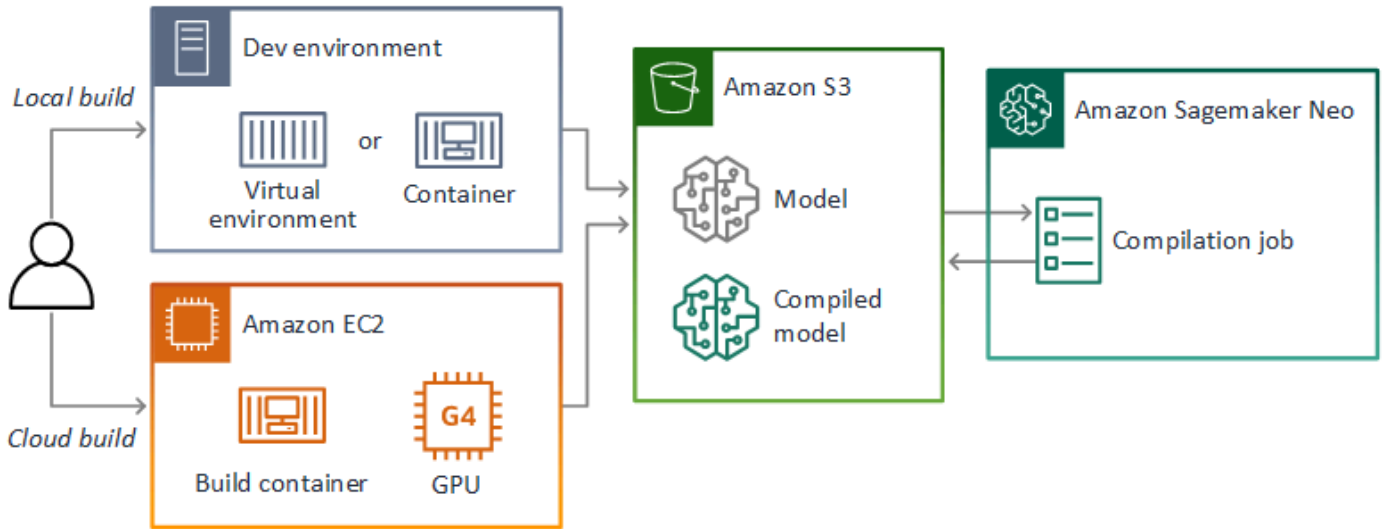 Dev environment
Local build
or
Virtual
environment
Container
Amazon EC2
G4
Cloud build
Build container
GPU
Amazon S3
Model
Compiled
model
Amazon Sagemaker Neo
Compilation job